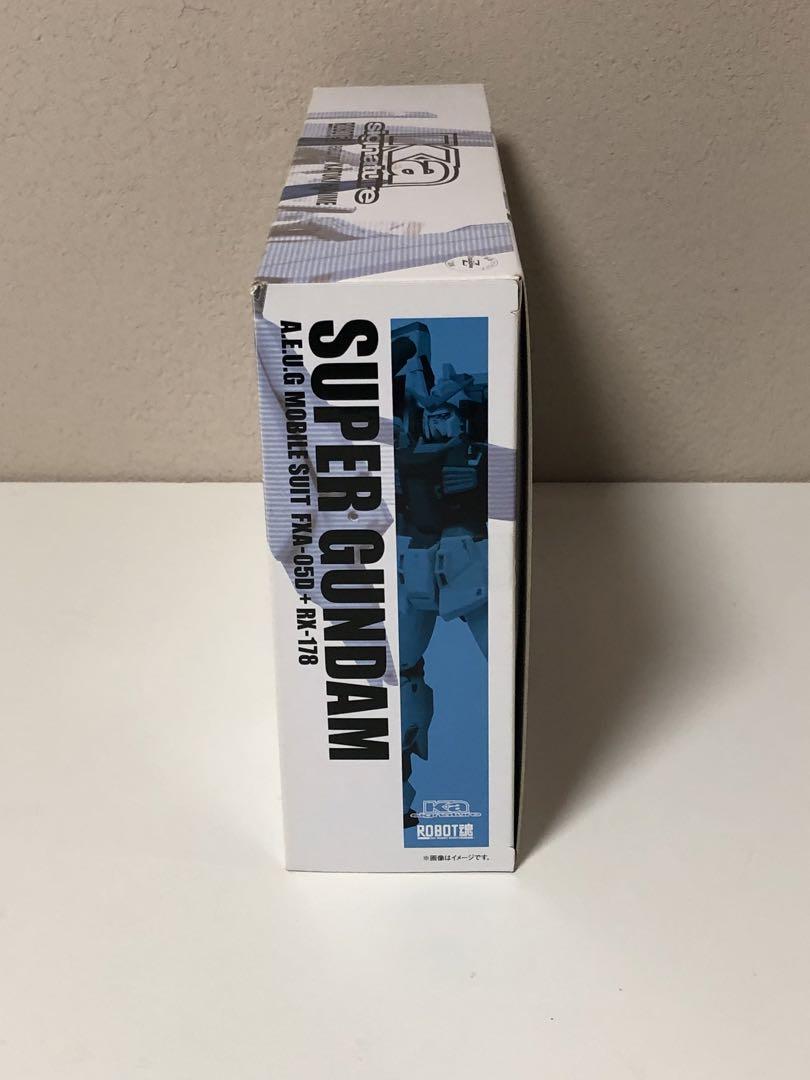 Ka
signature
SUPER GUNDAM
A.E.U.G MOBILE SUIT FXA-05D + RX-178
Ka
signature
ROBOT魂
※画像はイメージです。